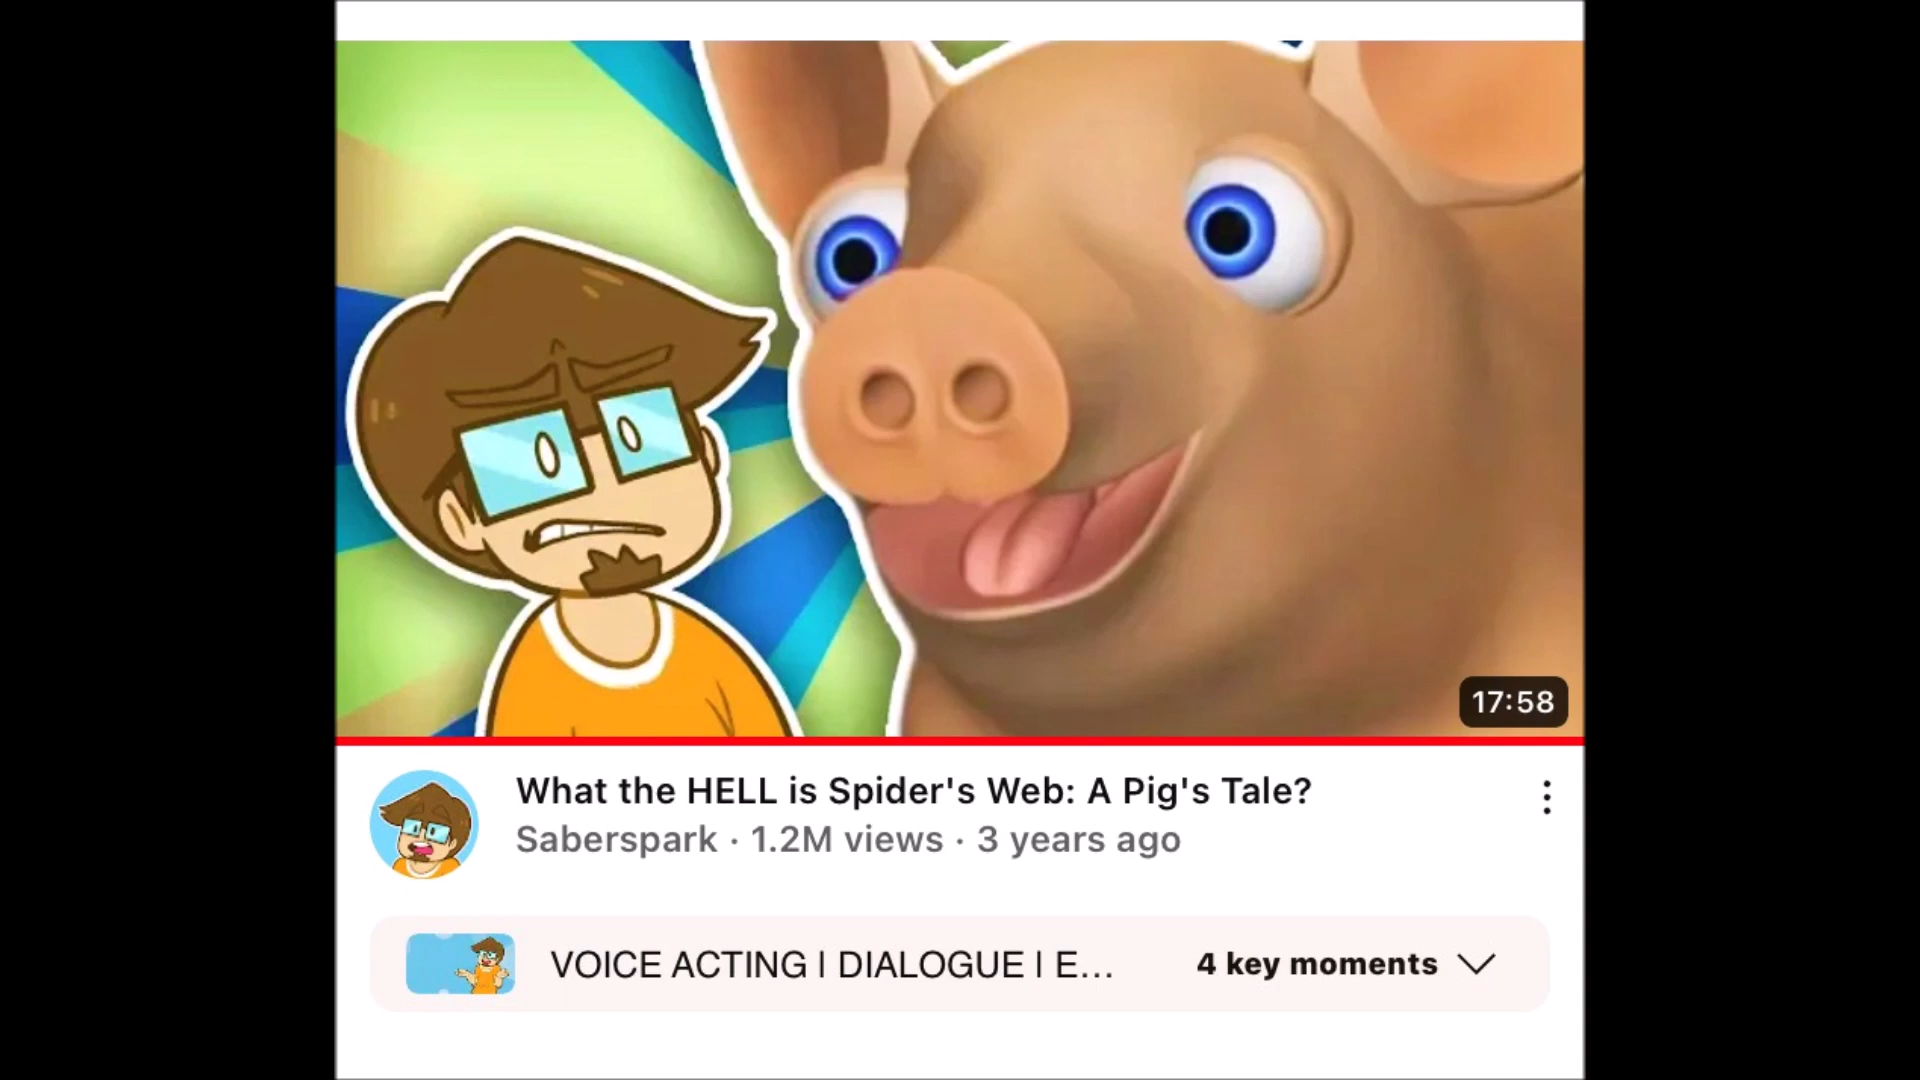 17:58
What the HELL is Spider's Web: A Pig's Tale?
Saberspark · 1.2M views · 3 years ago
VOICE ACTING | DIALOGUE | E... 4 key moments